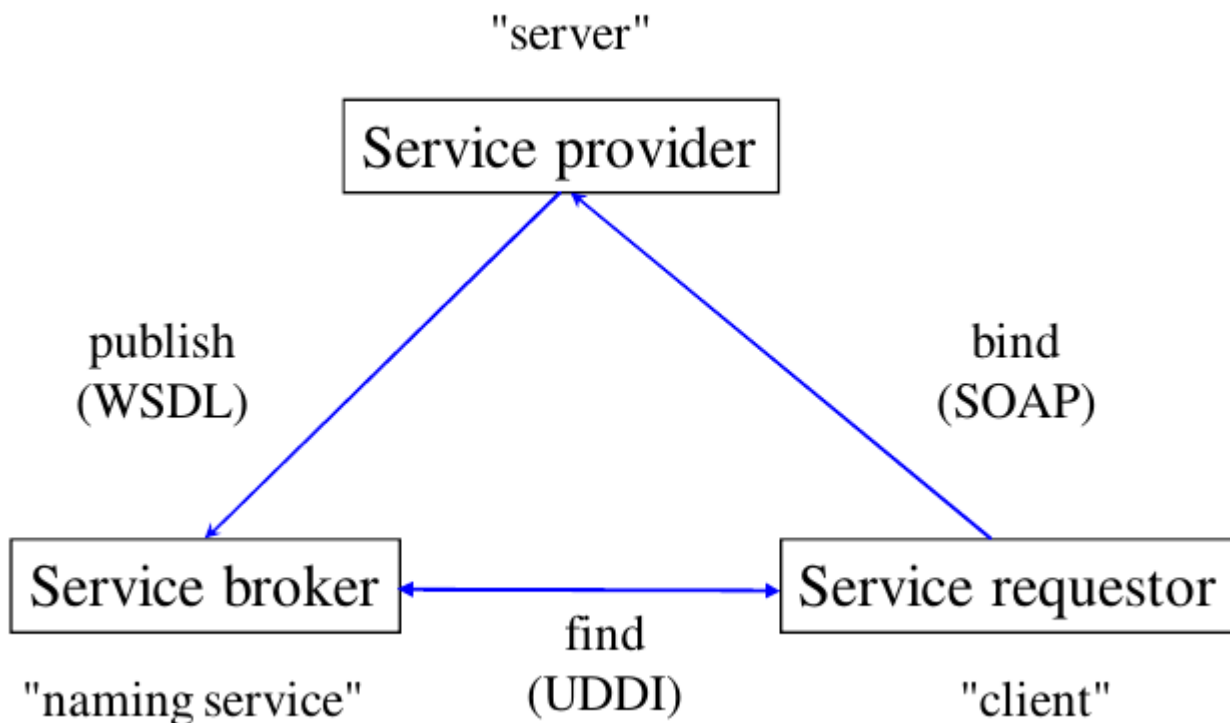 "server"
Service provider
publish
(WSDL)
bind
(SOAP)
Service broker
Service requestor
find
(UDDI)
"naming service"
"client"